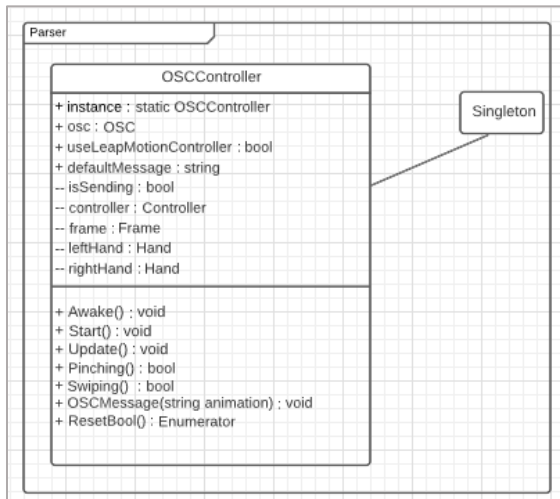 Parser
OSCController
+ instance : static OSCController
+ osc : OSC
+ useLeapMotionController : bool
+ defaultMessage : string
-- isSending : bool
-- controller : Controller
-- frame : Frame
-- leftHand : Hand
-- rightHand : Hand
Singleton
+ Awake() : void
+ Start() : void
+ Update() : void
+ Pinching() : bool
+ Swiping() : bool
+ OSCMessage(string animation) : void
+ ResetBool() : Enumerator